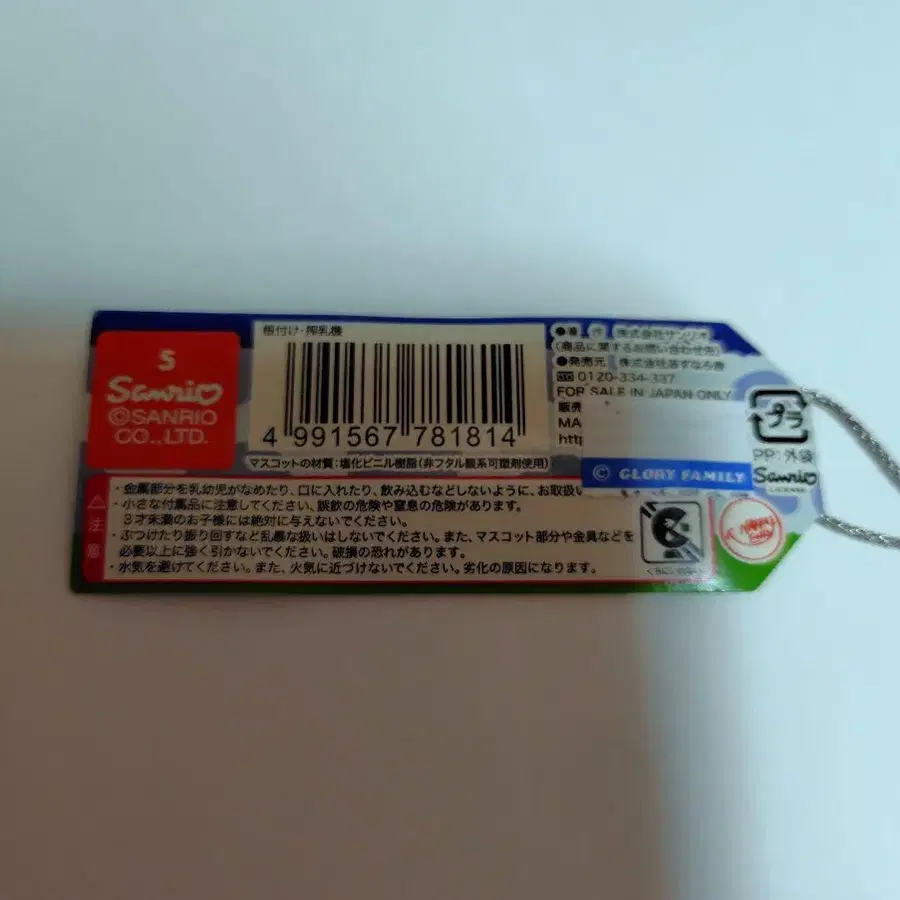 S
Sanrio
©SANRIO
CO.,LTD.
根付け・搾乳機
4 991567 781814
マスコットの材質:塩化ビニル樹脂(非フタル酸系可塑剤使用)
●著 作 株式会社サンリオ
(商品に関するお問い合わせ先)
●発売元 株式会社あすなろ舎
0120-334-337
FOR SALE IN JAPAN ONLY
販売
MA
http
© GLORY FAMILY
プラ
PP:外袋
Sanrio
LICENSE
注意
・金属部分を乳幼児がなめたり、口に入れたり、飲み込むなどしないように、お取扱い
・小さな付属品に注意してください。誤飲の危険や窒息の危険があります。
3才未満のお子様には絶対に与えないでください。
・ぶつけたり振り回すなど乱暴な扱いはしないでください。また、マスコット部分や金具などを
必要以上に強く引かないでください。破損の恐れがあります。
・水気を避けてください。また、火気に近づけないでください。劣化の原因になります。